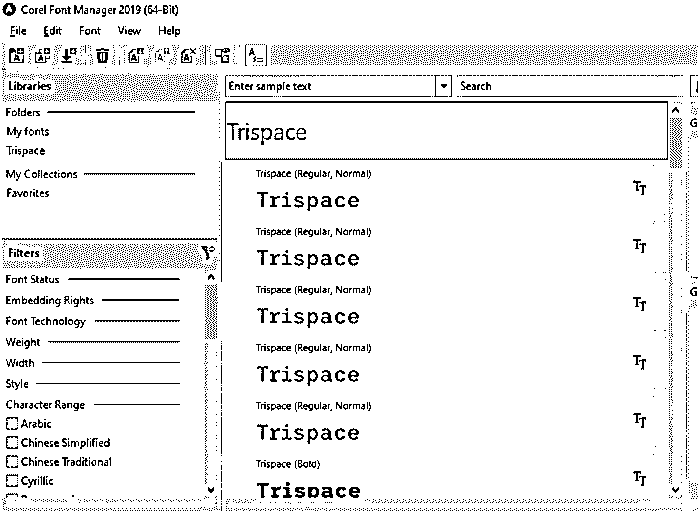 Corel Font Manager 2019 (64-Bit)
File Edit Font View Help
Libraries
Enter sample text
Search
Folders
My fonts
Trispace
My Collections
Favorites
Filters
Font Status
Embedding Rights
Font Technology
Weight
Width
Style
Character Range
Arabic
Chinese Simplified
Chinese Traditional
Cyrillic
Trispace
Trispace (Regular, Normal)
Trispace
Trispace (Regular, Normal)
Trispace
Trispace (Regular, Normal)
Trispace
Trispace (Regular, Normal)
Trispace
Trispace (Regular, Normal)
Trispace
Trispace (Bold)
Trispace